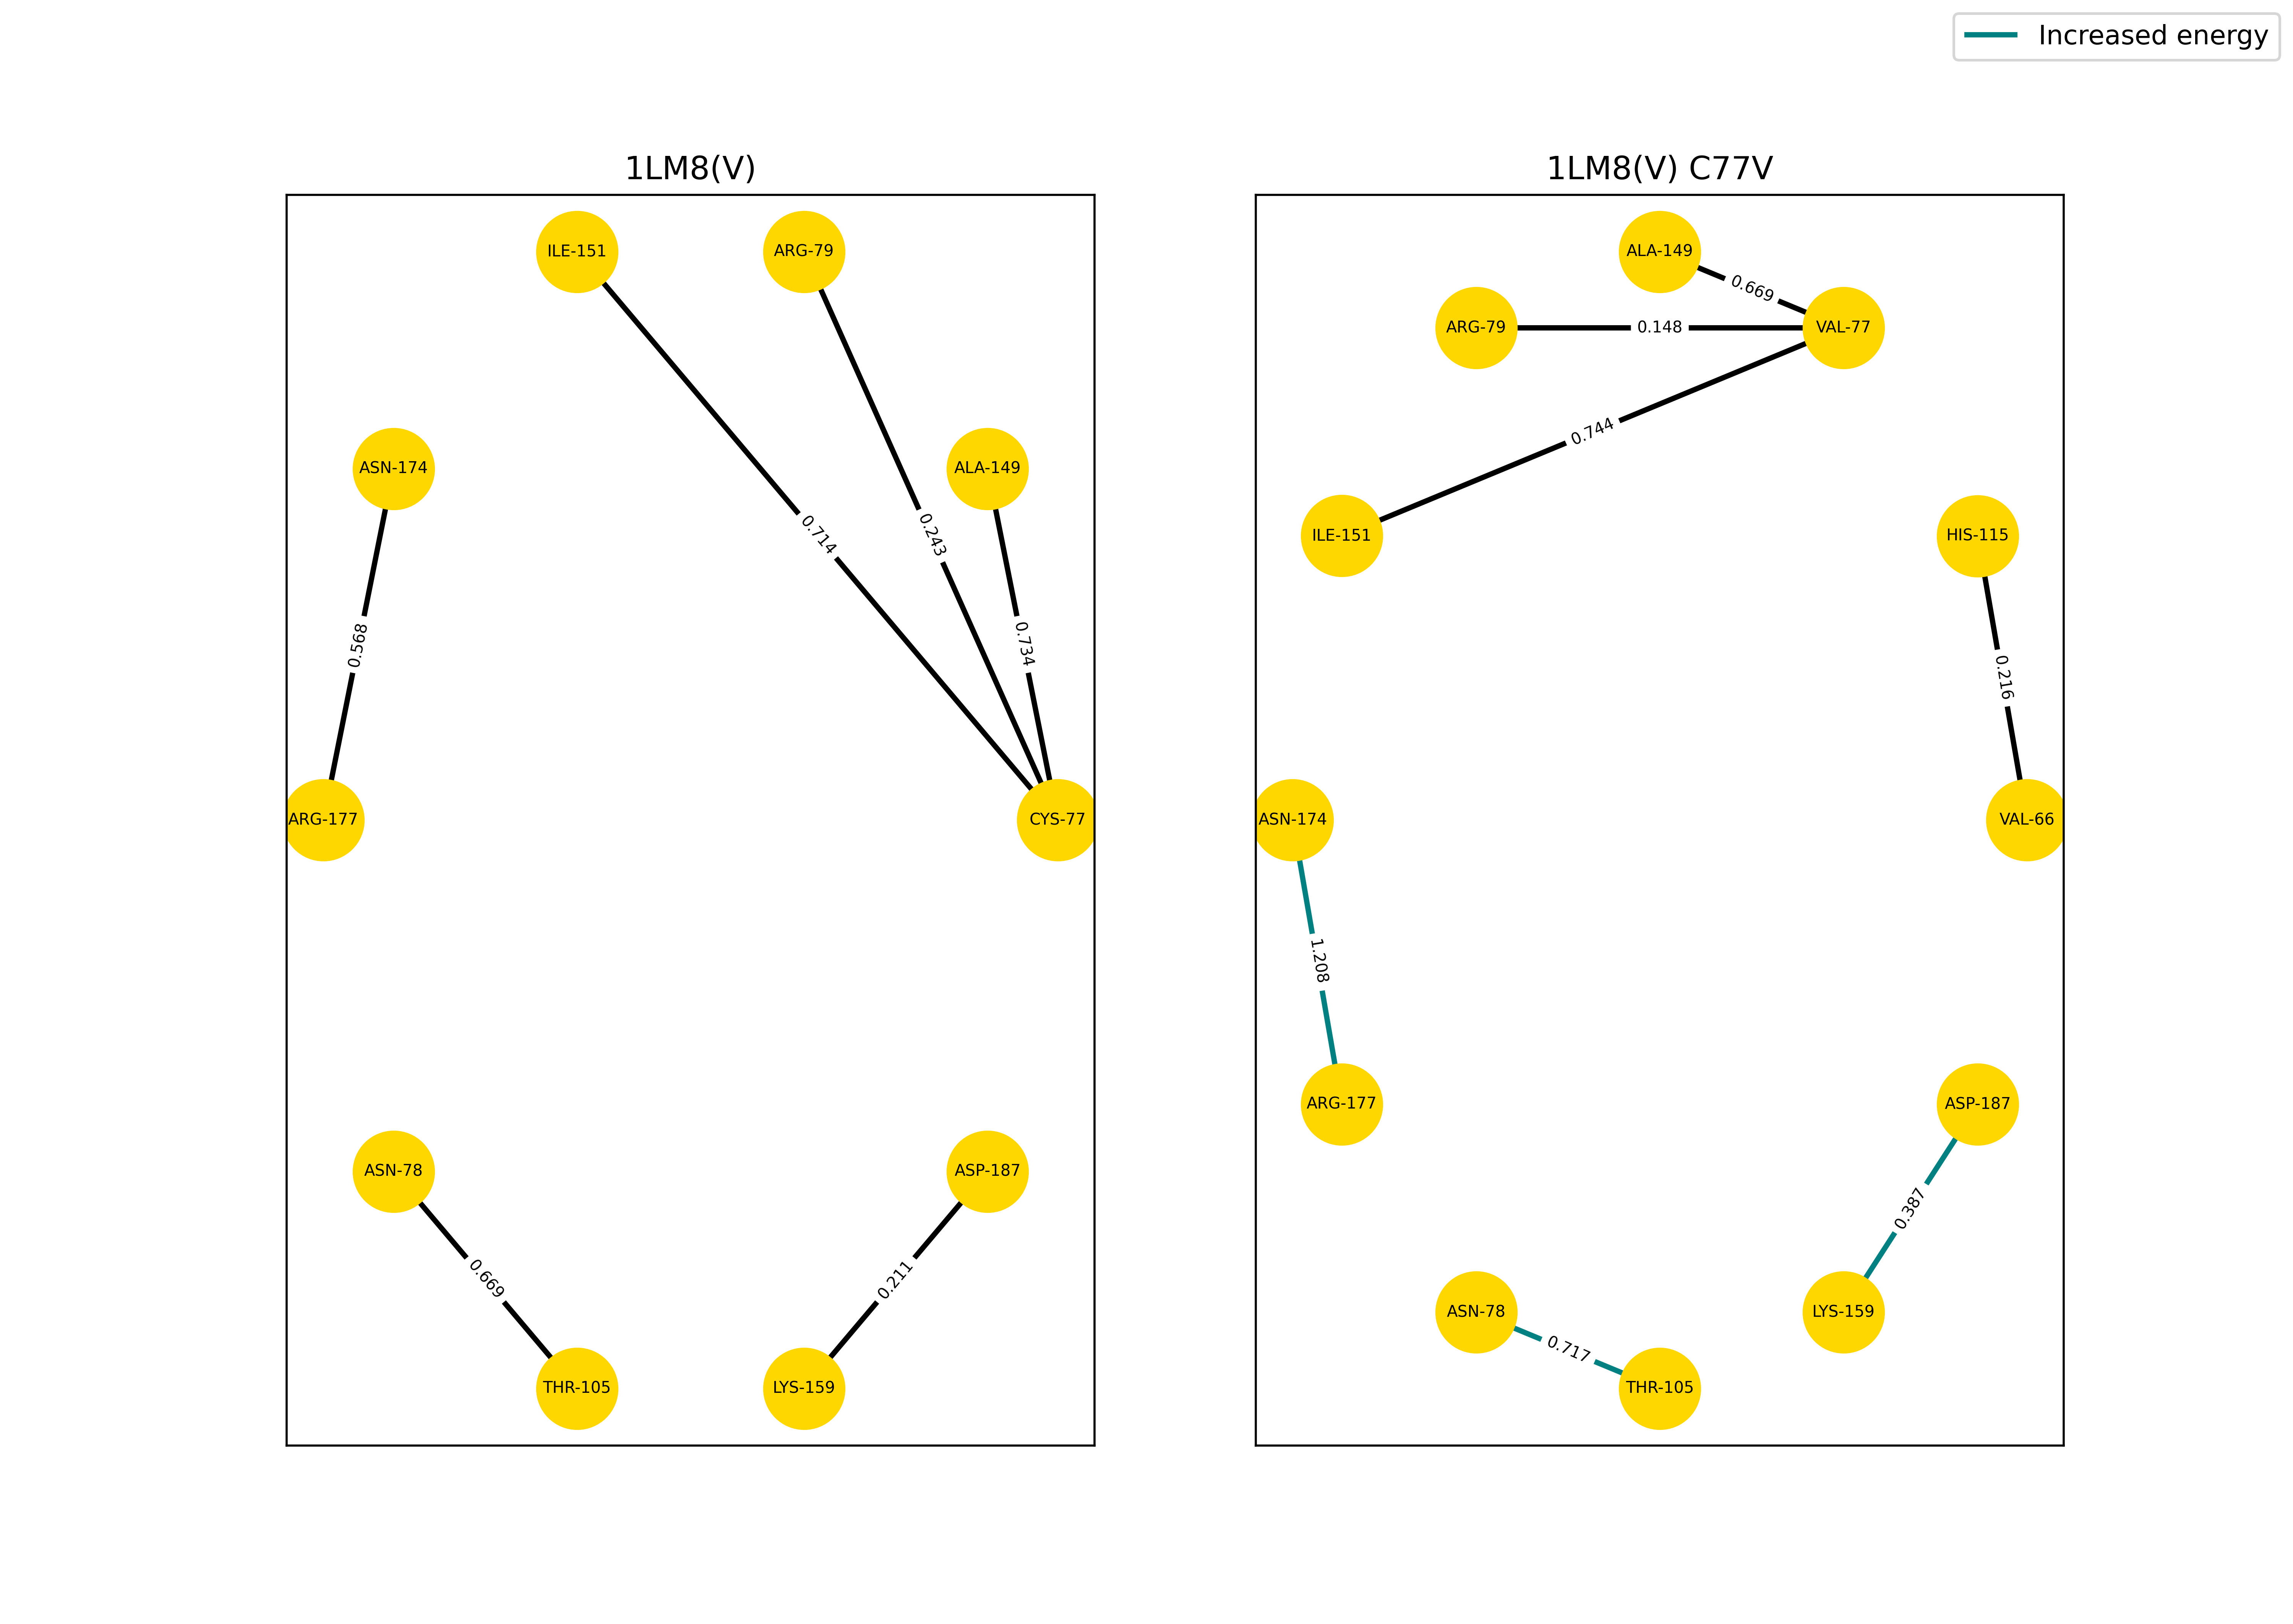 Increased energy
1LM8(V)
ILE-151
ARG-79
ASN-174
ALA-149
0.714
0.243
0.568
0.734
ARG-177
CYS-77
ASN-78
ASP-187
0.669
0.211
THR-105
LYS-159
1LM8(V) C77V
ALA-149
0.669
ARG-79
0.148
VAL-77
0.744
ILE-151
HIS-115
0.216
ASN-174
VAL-66
1.208
ARG-177
ASP-187
0.387
ASN-78
LYS-159
0.717
THR-105